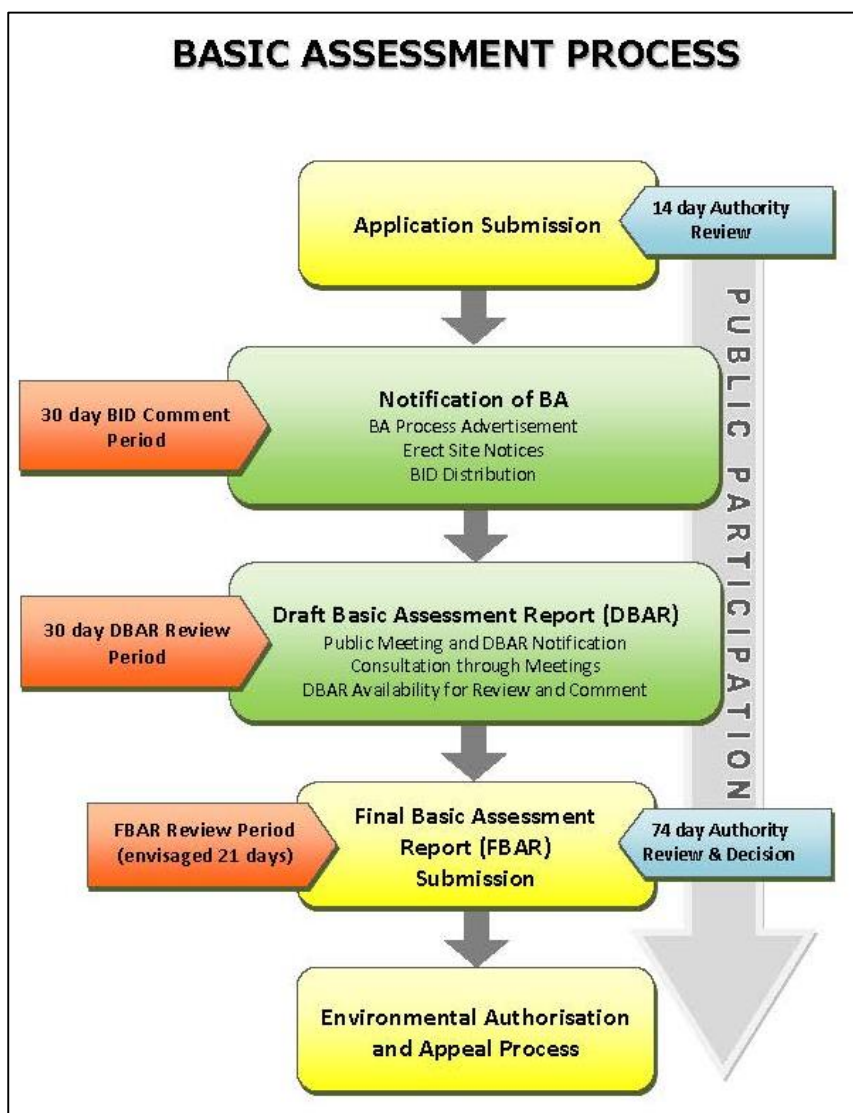 BASIC ASSESSMENT PROCESS
Application Submission
14 day Authority
Review
PUBLIC PARTICIPATION
30 day BID Comment
Period
Notification of BA
BA Process Advertisement
Erect Site Notices
BID Distribution
30 day DBAR Review
Period
Draft Basic Assessment Report (DBAR)
Public Meeting and DBAR Notification
Consultation through Meetings
DBAR Availability for Review and Comment
FBAR Review Period
(envisaged 21 days)
Final Basic Assessment
Report (FBAR)
Submission
74 day Authority
Review & Decision
Environmental Authorisation
and Appeal Process